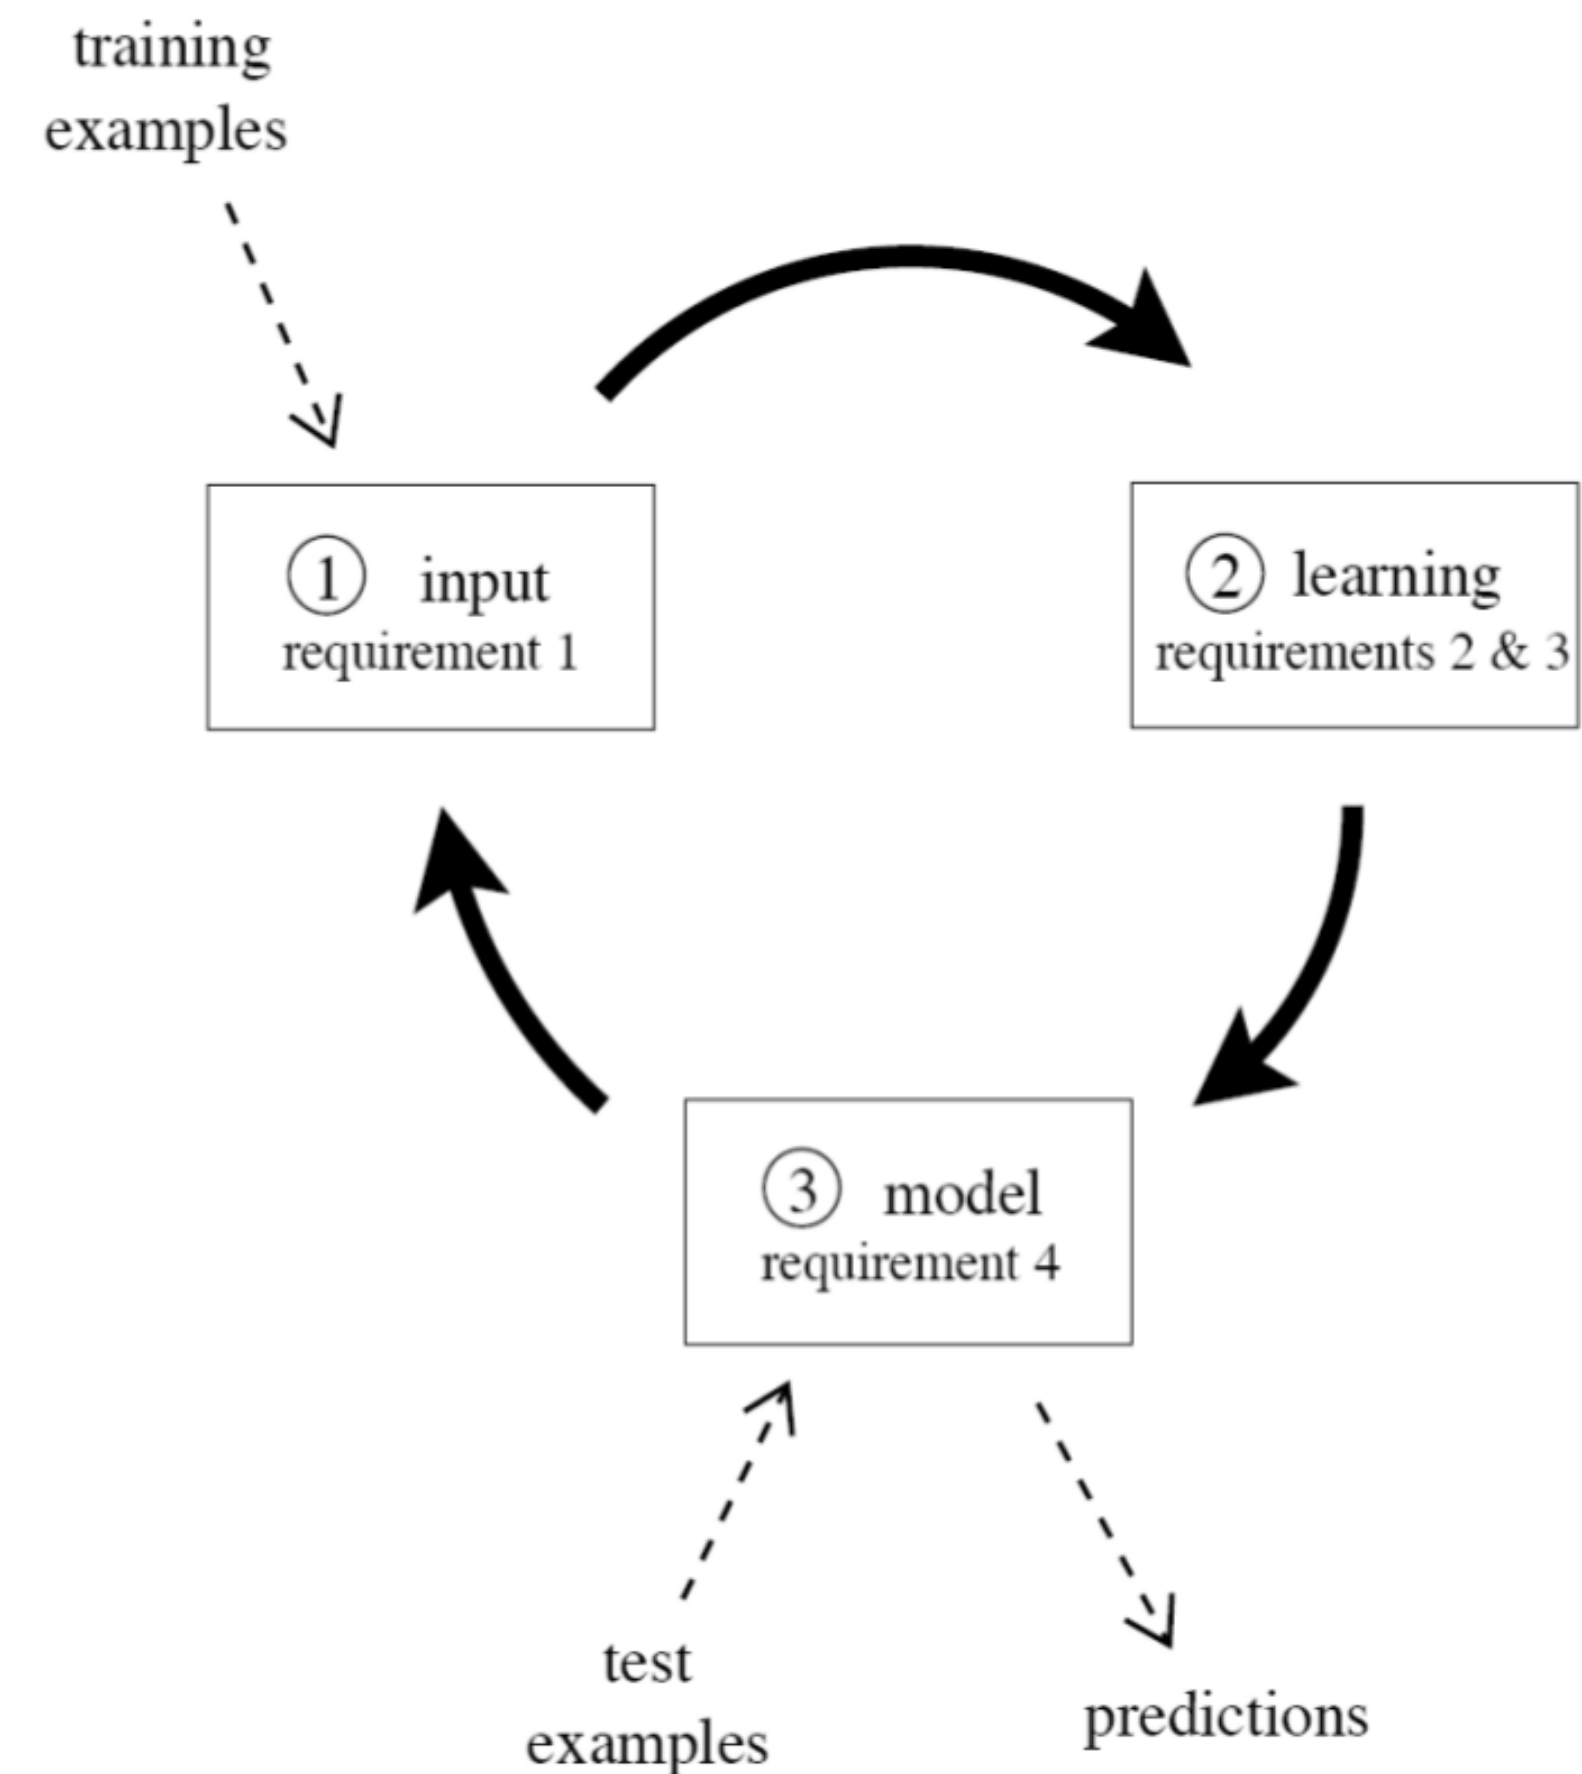 training
examples
① input
requirement 1
② learning
requirements 2 & 3
③ model
requirement 4
test
examples
predictions